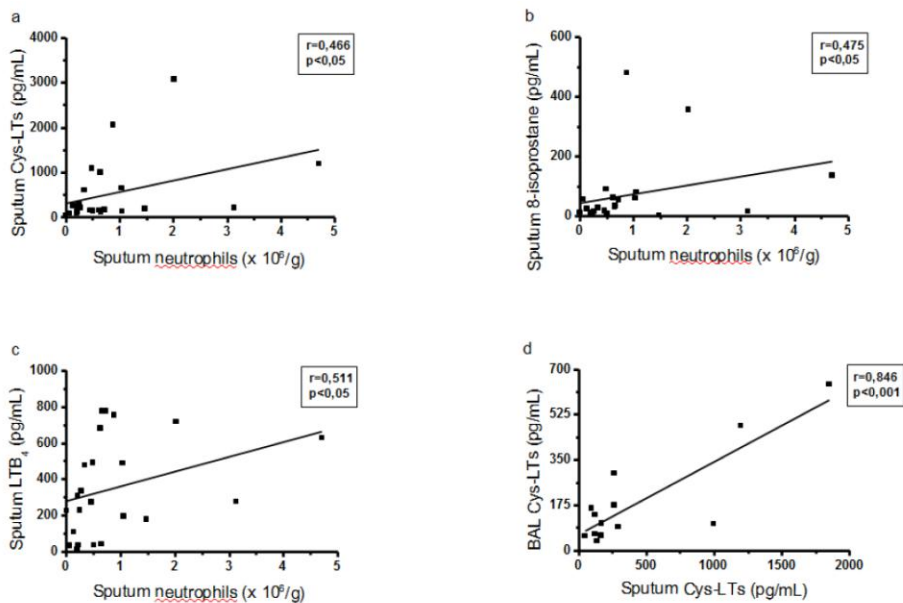 a
r=0,466
p<0,05
Sputum Cys-LTs (pg/mL)
4000
3000
2000
1000
0
0 1 2 3 4 5
Sputum neutrophils (x 10⁶/g)
b
r=0,475
p<0,05
Sputum 8-isoprostane (pg/mL)
600
400
200
0
0 1 2 3 4 5
Sputum neutrophils (x 10⁶/g)
c
r=0,511
p<0,05
Sputum LTB₄ (pg/mL)
1000
800
600
400
200
0
0 1 2 3 4 5
Sputum neutrophils (x 10⁶/g)
d
r=0,846
p<0,001
BAL Cys-LTs (pg/mL)
700
525
350
175
0
0 500 1000 1500 2000
Sputum Cys-LTs (pg/mL)